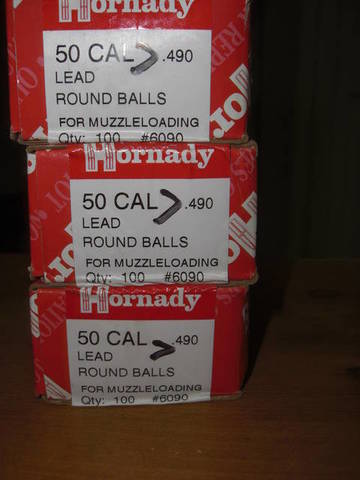 Hornady
50 CAL > .490
LEAD
ROUND BALLS
FOR MUZZLELOADING
Qty: 100 #6090
Hornady
50 CAL > .490
LEAD
ROUND BALLS
FOR MUZZLELOADING
Qty: 100 #6090
Hornady
50 CAL > .490
LEAD
ROUND BALLS
FOR MUZZLELOADING
Qty: 100 #6090